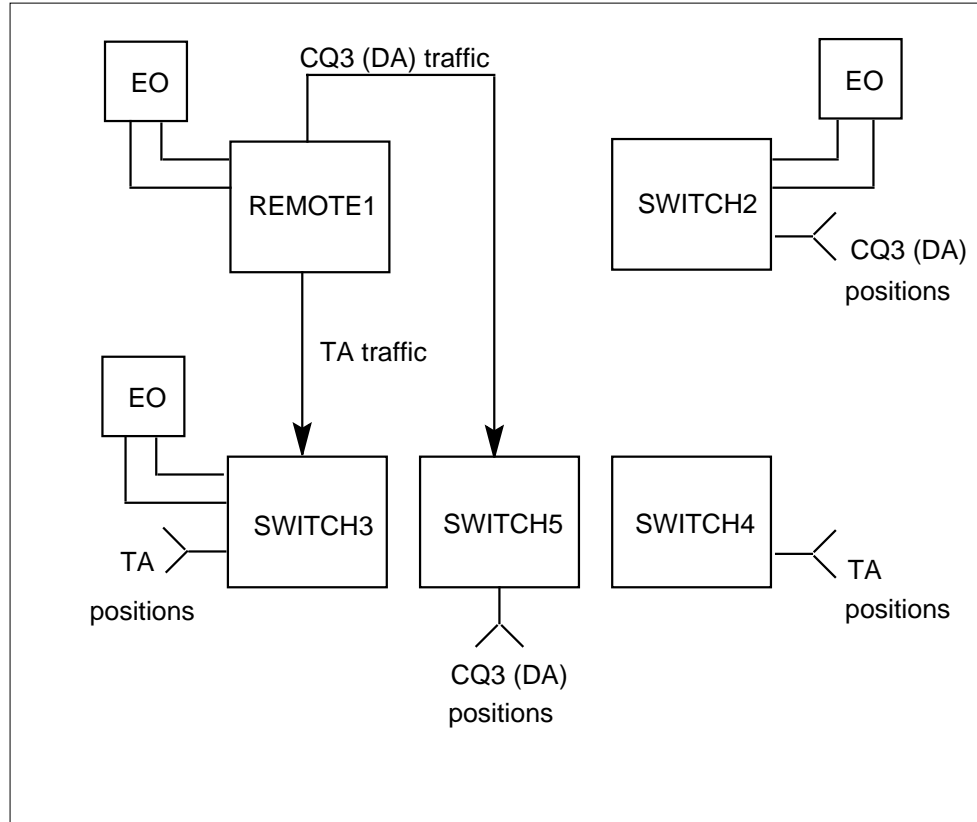 CQ3 (DA) traffic
EO
EO
REMOTE1
SWITCH2
CQ3 (DA)
positions
TA traffic
EO
SWITCH3
SWITCH5
SWITCH4
TA
positions
TA
positions
CQ3 (DA)
positions